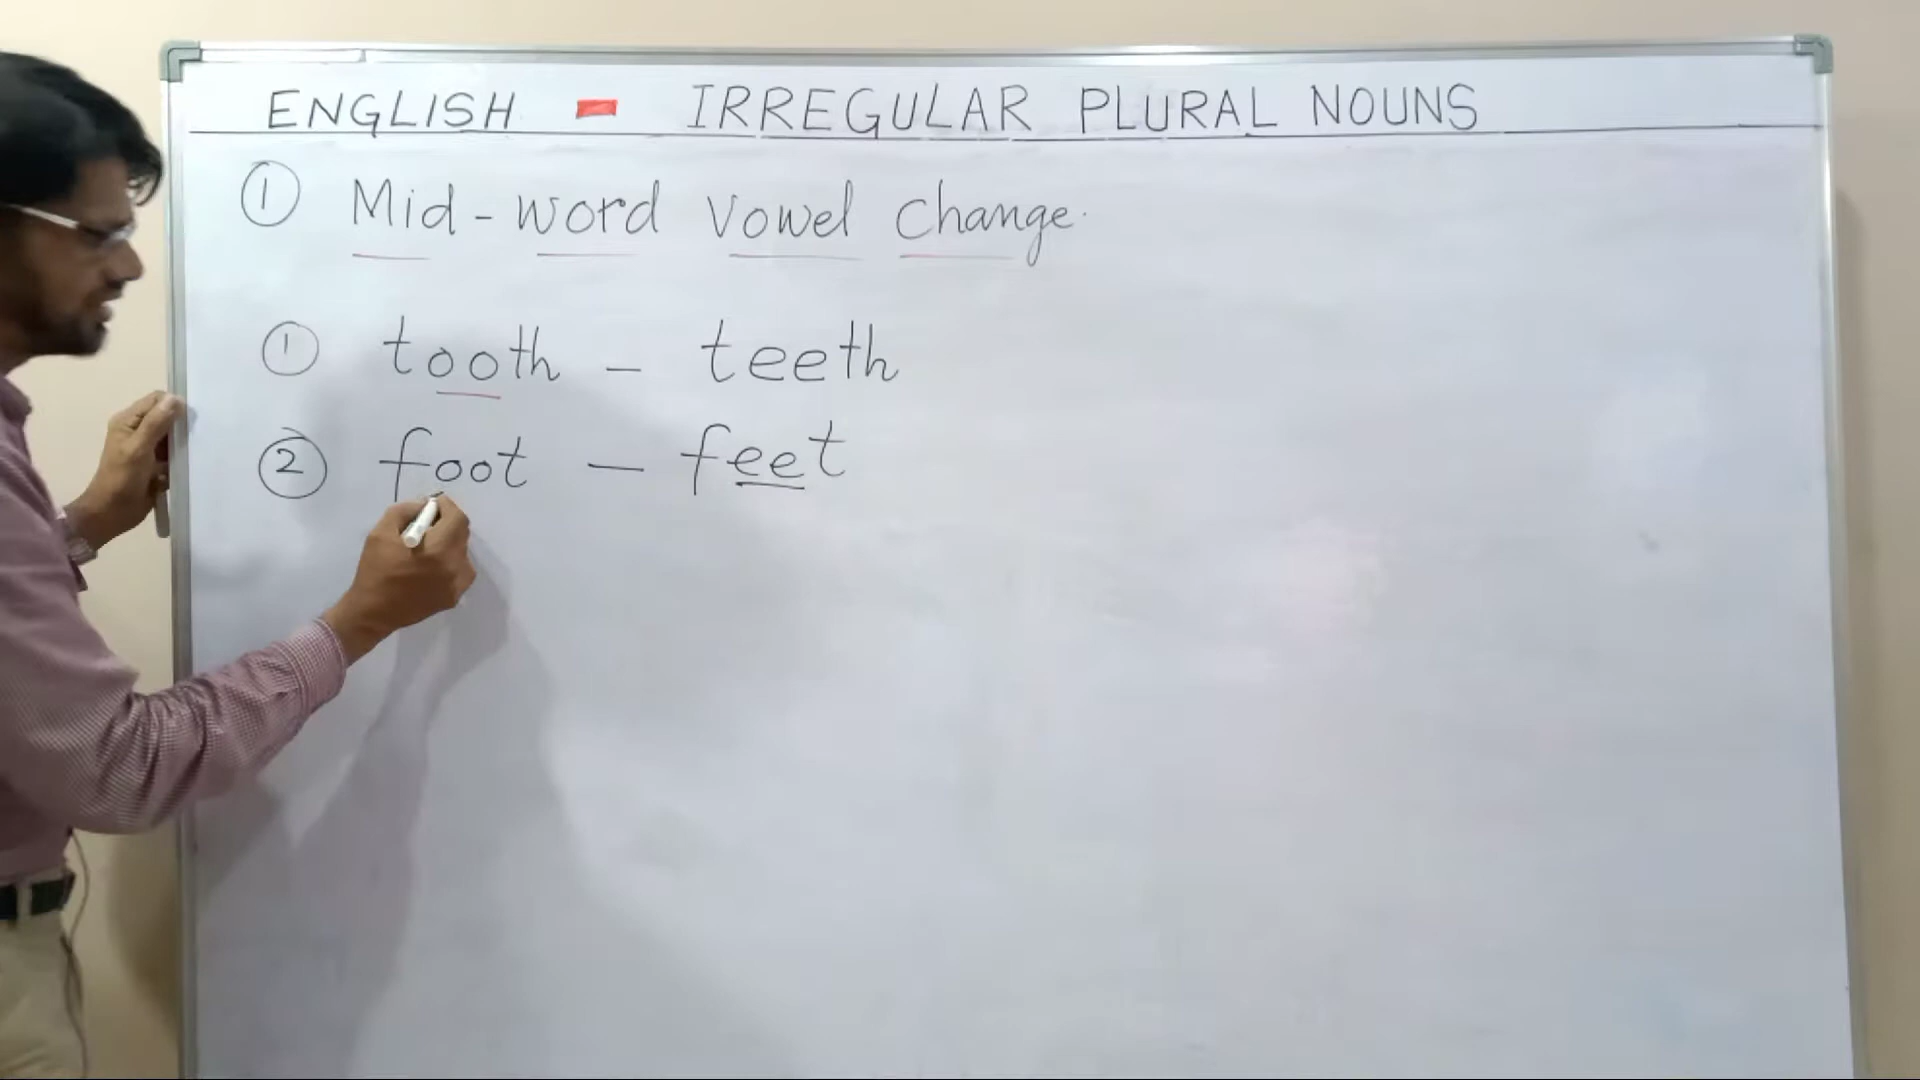 ENGLISH - IRREGULAR PLURAL NOUNS
① Mid-word vowel change.
① tooth - teeth
② foot - feet